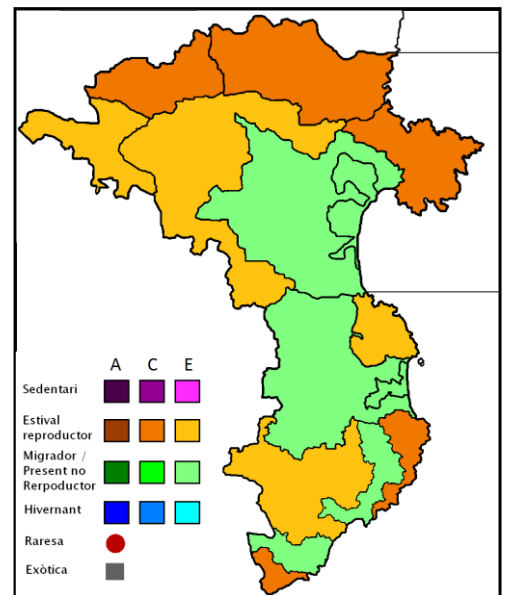 A C E
Sedentari
Estival
reproductor
Migrador /
Present no
Rerpoductor
Hivernant
Raresa
Exòtica